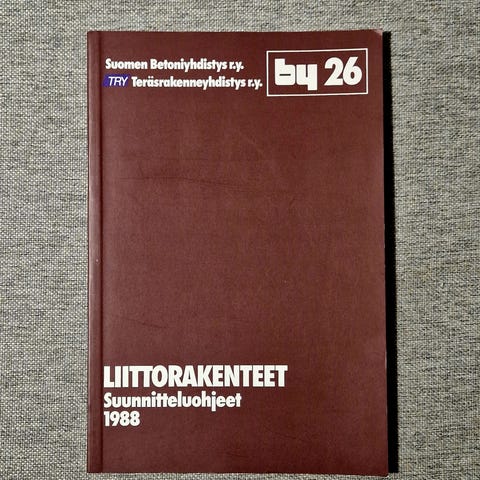 Suomen Betoniyhdistys r.y.
TRY Teräsrakenneyhdistys r.y.
by 26
LIITTORAKENTEET
Suunnitteluohjeet
1988